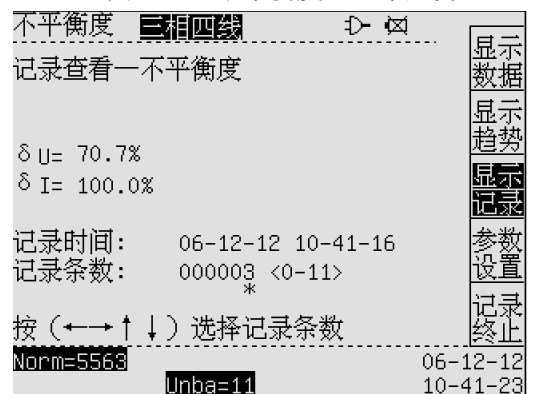 不平衡度 三相四线
记录查看—不平衡度
δU= 70.7%
δI= 100.0%
记录时间: 06-12-12 10-41-16
记录条数: 000003 <0-11>
*
按(←→↑↓)选择记录条数
Norm=5563
Unba=11
06-12-12
10-41-23
显示
数据
显示
趋势
显示
记录
参数
设置
记录
终止